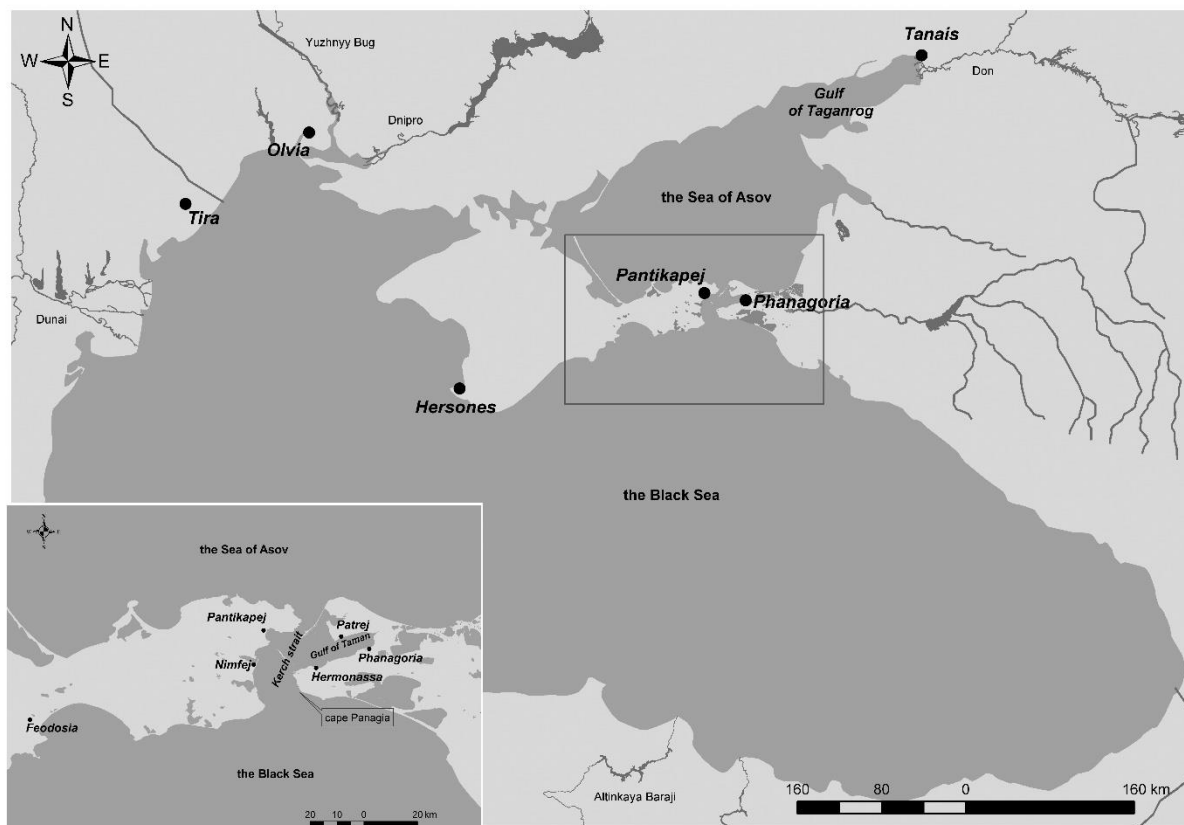 N
W E
S
Yuzhnyy Bug
Tanais
Don
Gulf
of Taganrog
Dnipro
Olvia
the Sea of Asov
Tira
Pantikapej
Phanagoria
Dunai
Hersones
the Black Sea
Altinkaya Baraji
160 80 0 160 km
the Sea of Asov
Pantikapej
Patrej
Kerch strait
Gulf of Taman
Phanagoria
Nimfej
Hermonassa
cape Panagia
Feodosia
the Black Sea
20 10 0 20 km